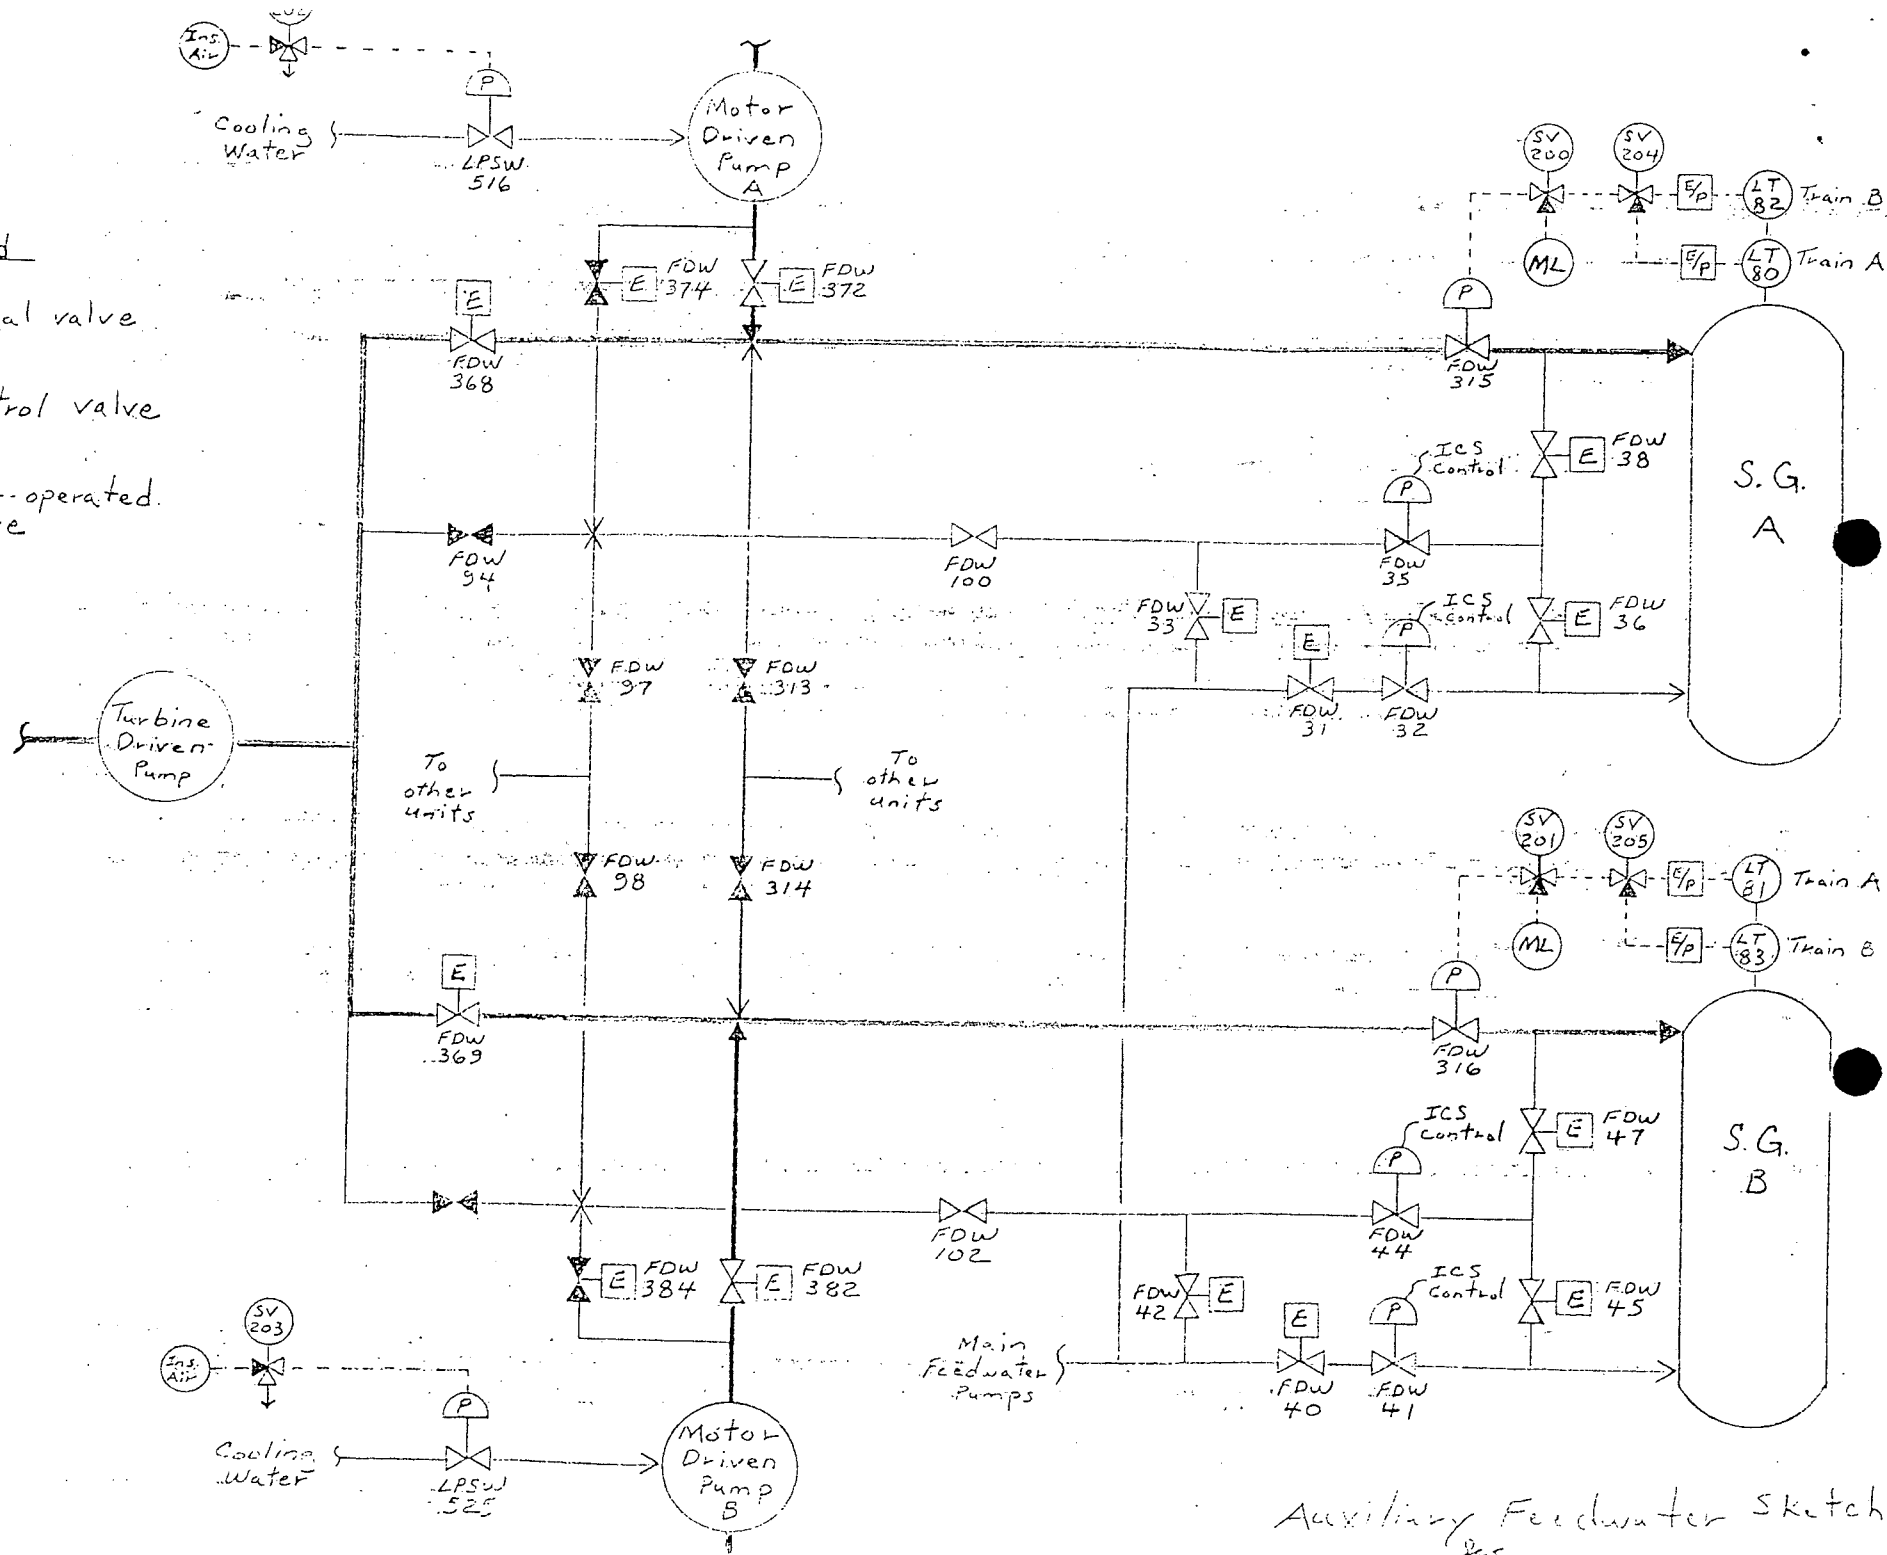 Ins.
Air
P
Cooling
Water
LPSW
516
Motor
Driven
Pump
A
SV
200
SV
204
E/P
LT
82
Train B
ML
E/P
LT
80
Train A
E
FDW
374
E
FDW
372
E
FDW
368
P
FDW
315
al valve
trol valve
operated
ICS
Control
P
FDW
35
E
FDW
38
S.G.
A
FDW
94
FDW
100
FDW
33
E
E
FDW
31
ICS
Control
P
FDW
32
E
FDW
36
FDW
97
FDW
313
Turbine
Driven
Pump
To
other
units
To
other
units
FDW
98
FDW
314
SV
201
SV
205
E/P
LT
81
Train A
ML
E/P
LT
83
Train B
E
FDW
369
P
FDW
316
ICS
Control
P
FDW
44
E
FDW
47
S.G.
B
FDW
102
E
FDW
384
E
FDW
382
FDW
42
E
E
FDW
40
ICS
Control
P
FDW
41
E
FDW
45
Main
Feedwater
Pumps
SV
203
Ins.
Air
P
Cooling
Water
LPSW
525
Motor
Driven
Pump
B
Auxiliary Feedwater Sketch